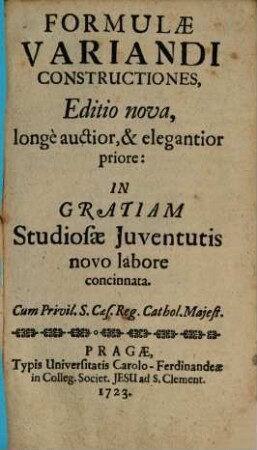 FORMULÆ
VARIANDI
CONSTRUCTIONES,
Editio nova,
longè auctior, & elegantior
priore:
IN
GRATIAM
Studiosæ Juventutis
novo labore
concinnata.
Cum Privil. S. Cæs. Reg. Cathol. Majest.
PRAGÆ,
Typis Universitatis Carolo-Ferdinandeæ
in Colleg. Societ. JESU ad S. Clement.
1723.